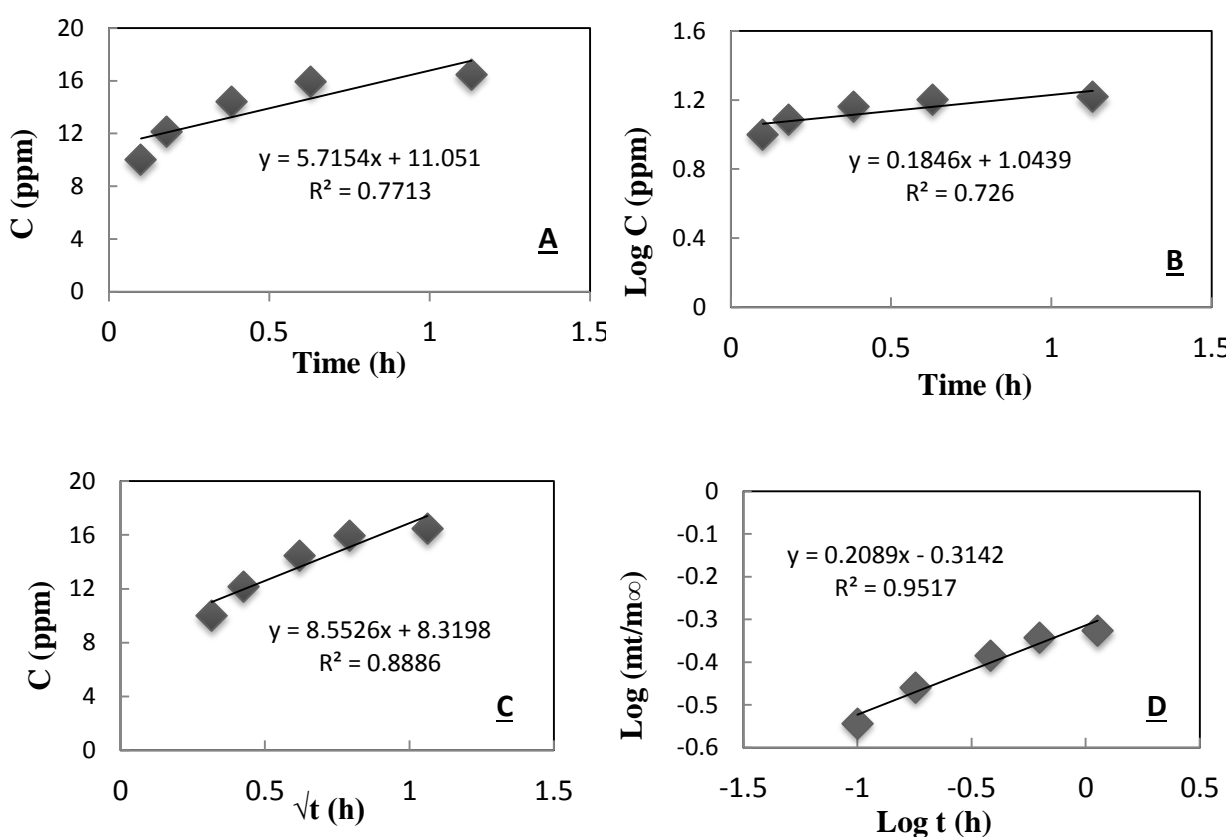 20
16
12
8
4
0
C (ppm)
y = 5.7154x + 11.051
R² = 0.7713
A
0 0.5 1 1.5
Time (h)
1.6
1.2
0.8
0.4
0
Log C (ppm)
y = 0.1846x + 1.0439
R² = 0.726
B
0 0.5 1 1.5
Time (h)
20
16
12
8
4
0
C (ppm)
y = 8.5526x + 8.3198
R² = 0.8886
C
0 0.5 1 1.5
√t (h)
0
-0.1
-0.2
-0.3
-0.4
-0.5
-0.6
Log (mt/m∞)
y = 0.2089x - 0.3142
R² = 0.9517
D
-1.5 -1 -0.5 0 0.5
Log t (h)